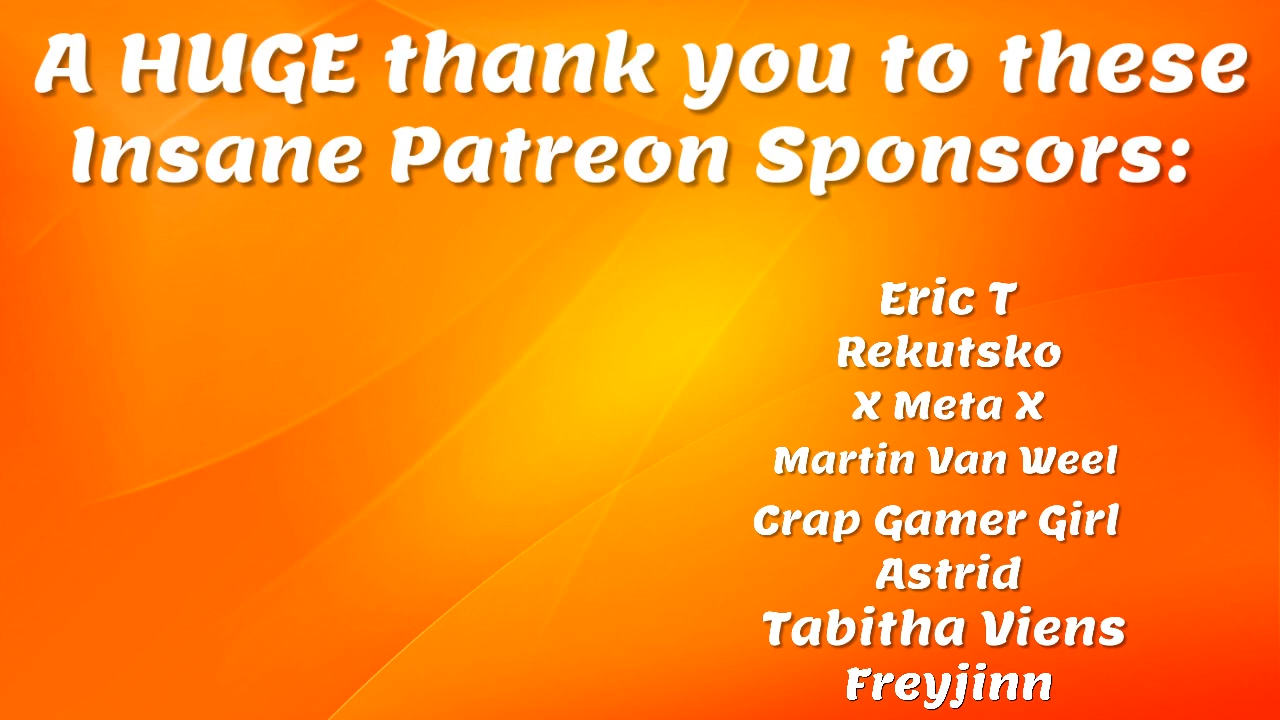 A HUGE thank you to these
Insane Patreon Sponsors:
Eric T
Rekutsko
X Meta X
Martin Van Weel
Crap Gamer Girl
Astrid
Tabitha Viens
Freyjinn